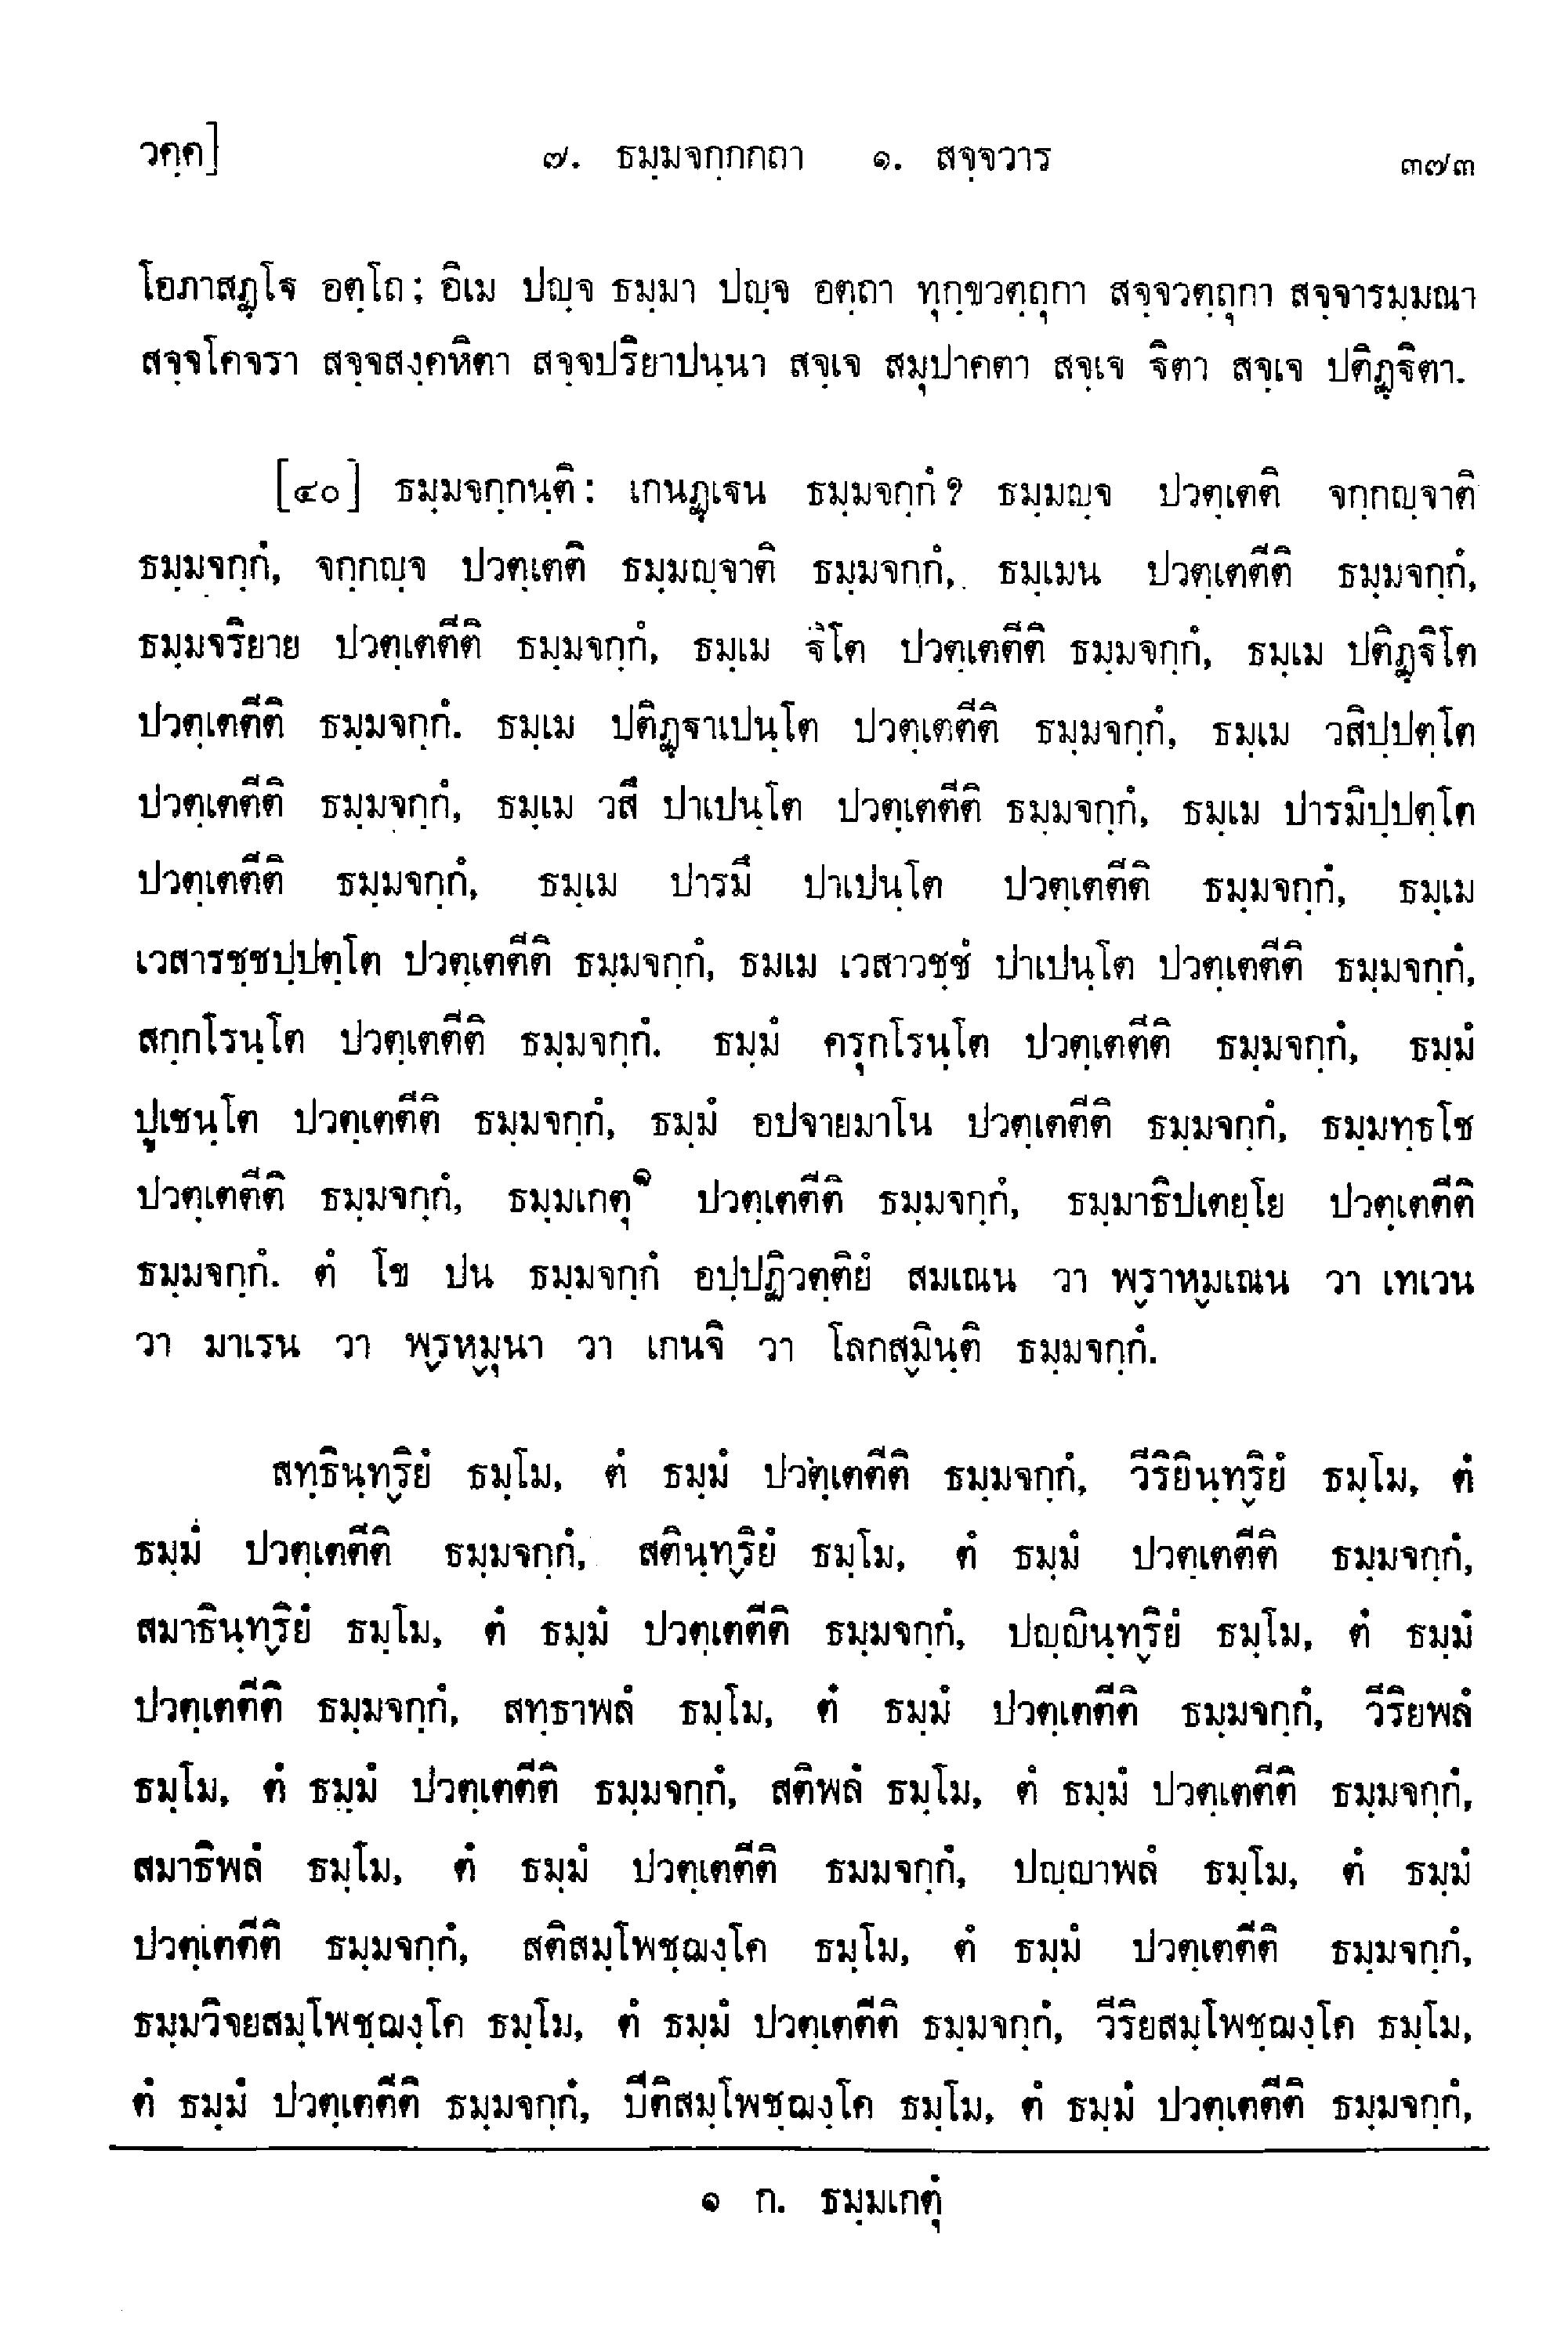 วคฺค]
๗. ธมฺมจกฺกกถา ๑. สจฺจวาร
๓๗๓
โอภาสฏฺโฐ อตฺโถ; อิเม ปญฺจ ธมฺมา ปญฺจ อตฺถา ทุกฺขวตฺถุกา สจฺจวตฺถุกา สจฺจารมฺมณา
สจฺจโคจรา สจฺจสงฺคหิตา สจฺจปริยาปนฺนา สจฺเจ สมุปาคตา สจฺเจ ฐิตา สจฺเจ ปติฏฺฐิตา.
[๔๐] ธมฺมจกฺกนฺติ: เกนฏฺเฐน ธมฺมจกฺกํ? ธมฺมญฺจ ปวตฺเตติ จกฺกญฺจาติ
ธมฺมจกฺกํ, จกฺกญฺจ ปวตฺเตติ ธมฺมญฺจาติ ธมฺมจกฺกํ, ธมฺเมน ปวตฺเตตีติ ธมฺมจกฺกํ,
ธมฺมจริยาย ปวตฺเตตีติ ธมฺมจกฺกํ, ธมฺเม ฐิโต ปวตฺเตตีติ ธมฺมจกฺกํ, ธมฺเม ปติฏฺฐิโต
ปวตฺเตตีติ ธมฺมจกฺกํ. ธมฺเม ปติฏฺฐาเปนฺโต ปวตฺเตตีติ ธมฺมจกฺกํ, ธมฺเม วสิปฺปตฺโต
ปวตฺเตตีติ ธมฺมจกฺกํ, ธมฺเม วสึ ปาเปนฺโต ปวตฺเตตีติ ธมฺมจกฺกํ, ธมฺเม ปารมิปฺปตฺโต
ปวตฺเตตีติ ธมฺมจกฺกํ, ธมฺเม ปารมึ ปาเปนฺโต ปวตฺเตตีติ ธมฺมจกฺกํ, ธมฺเม
เวสารชฺชปฺปตฺโต ปวตฺเตตีติ ธมฺมจกฺกํ, ธมเม เวสาวชฺชํ ปาเปนฺโต ปวตฺเตตีติ ธมฺมจกฺกํ,
สกฺกโรนฺโต ปวตฺเตตีติ ธมฺมจกฺกํ. ธมฺมํ ครุกโรนฺโต ปวตฺเตตีติ ธมฺมจกฺกํ, ธมฺมํ
ปูเชนฺโต ปวตฺเตตีติ ธมฺมจกฺกํ, ธมฺมํ อปจายมาโน ปวตฺเตตีติ ธมฺมจกฺกํ, ธมฺมทฺธโช
ปวตฺเตตีติ ธมฺมจกฺกํ, ธมฺมเกตุ๑ ปวตฺเตตีติ ธมฺมจกฺกํ, ธมฺมาธิปเตยฺโย ปวตฺเตตีติ
ธมฺมจกฺกํ. ตํ โข ปน ธมฺมจกฺกํ อปฺปฏิวตฺติยํ สมเณน วา พฺราหฺมเณน วา เทเวน
วา มาเรน วา พฺรหฺมุนา วา เกนจิ วา โลกสฺมินฺติ ธมฺมจกฺกํ.
สทฺธินฺทฺริยํ ธมฺโม, ตํ ธมฺมํ ปวตฺเตตีติ ธมฺมจกฺกํ, วีริยินฺทฺริยํ ธมฺโม, ตํ
ธมฺมํ ปวตฺเตตีติ ธมฺมจกฺกํ, สตินฺทฺริยํ ธมฺโม, ตํ ธมฺมํ ปวตฺเตตีติ ธมฺมจกฺกํ,
สมาธินฺทฺริยํ ธมฺโม, ตํ ธมฺมํ ปวตฺเตตีติ ธมฺมจกฺกํ, ปญฺญินฺทฺริยํ ธมฺโม, ตํ ธมฺมํ
ปวตฺเตตีติ ธมฺมจกฺกํ, สทฺธาพลํ ธมฺโม, ตํ ธมฺมํ ปวตฺเตตีติ ธมฺมจกฺกํ, วีริยพลํ
ธมฺโม, ตํ ธมฺมํ ปวตฺเตตีติ ธมฺมจกฺกํ, สติพลํ ธมฺโม, ตํ ธมฺมํ ปวตฺเตตีติ ธมฺมจกฺกํ,
สมาธิพลํ ธมฺโม, ตํ ธมฺมํ ปวตฺเตตีติ ธมมจกฺกํ, ปญฺญาพลํ ธมฺโม, ตํ ธมฺมํ
ปวตฺเตตีติ ธมฺมจกฺกํ, สติสมฺโพชฺฌงฺโค ธมฺโม, ตํ ธมฺมํ ปวตฺเตตีติ ธมฺมจกฺกํ,
ธมฺมวิจยสมฺโพชฺฌงฺโค ธมฺโม, ตํ ธมฺมํ ปวตฺเตตีติ ธมฺมจกฺกํ, วีริยสมฺโพชฺฌงฺโค ธมฺโม,
ตํ ธมฺมํ ปวตฺเตตีติ ธมฺมจกฺกํ, ปีติสมฺโพชฺฌงฺโค ธมฺโม, ตํ ธมฺมํ ปวตฺเตตีติ ธมฺมจกฺกํ,
๑ ก. ธมฺมเกตุํ